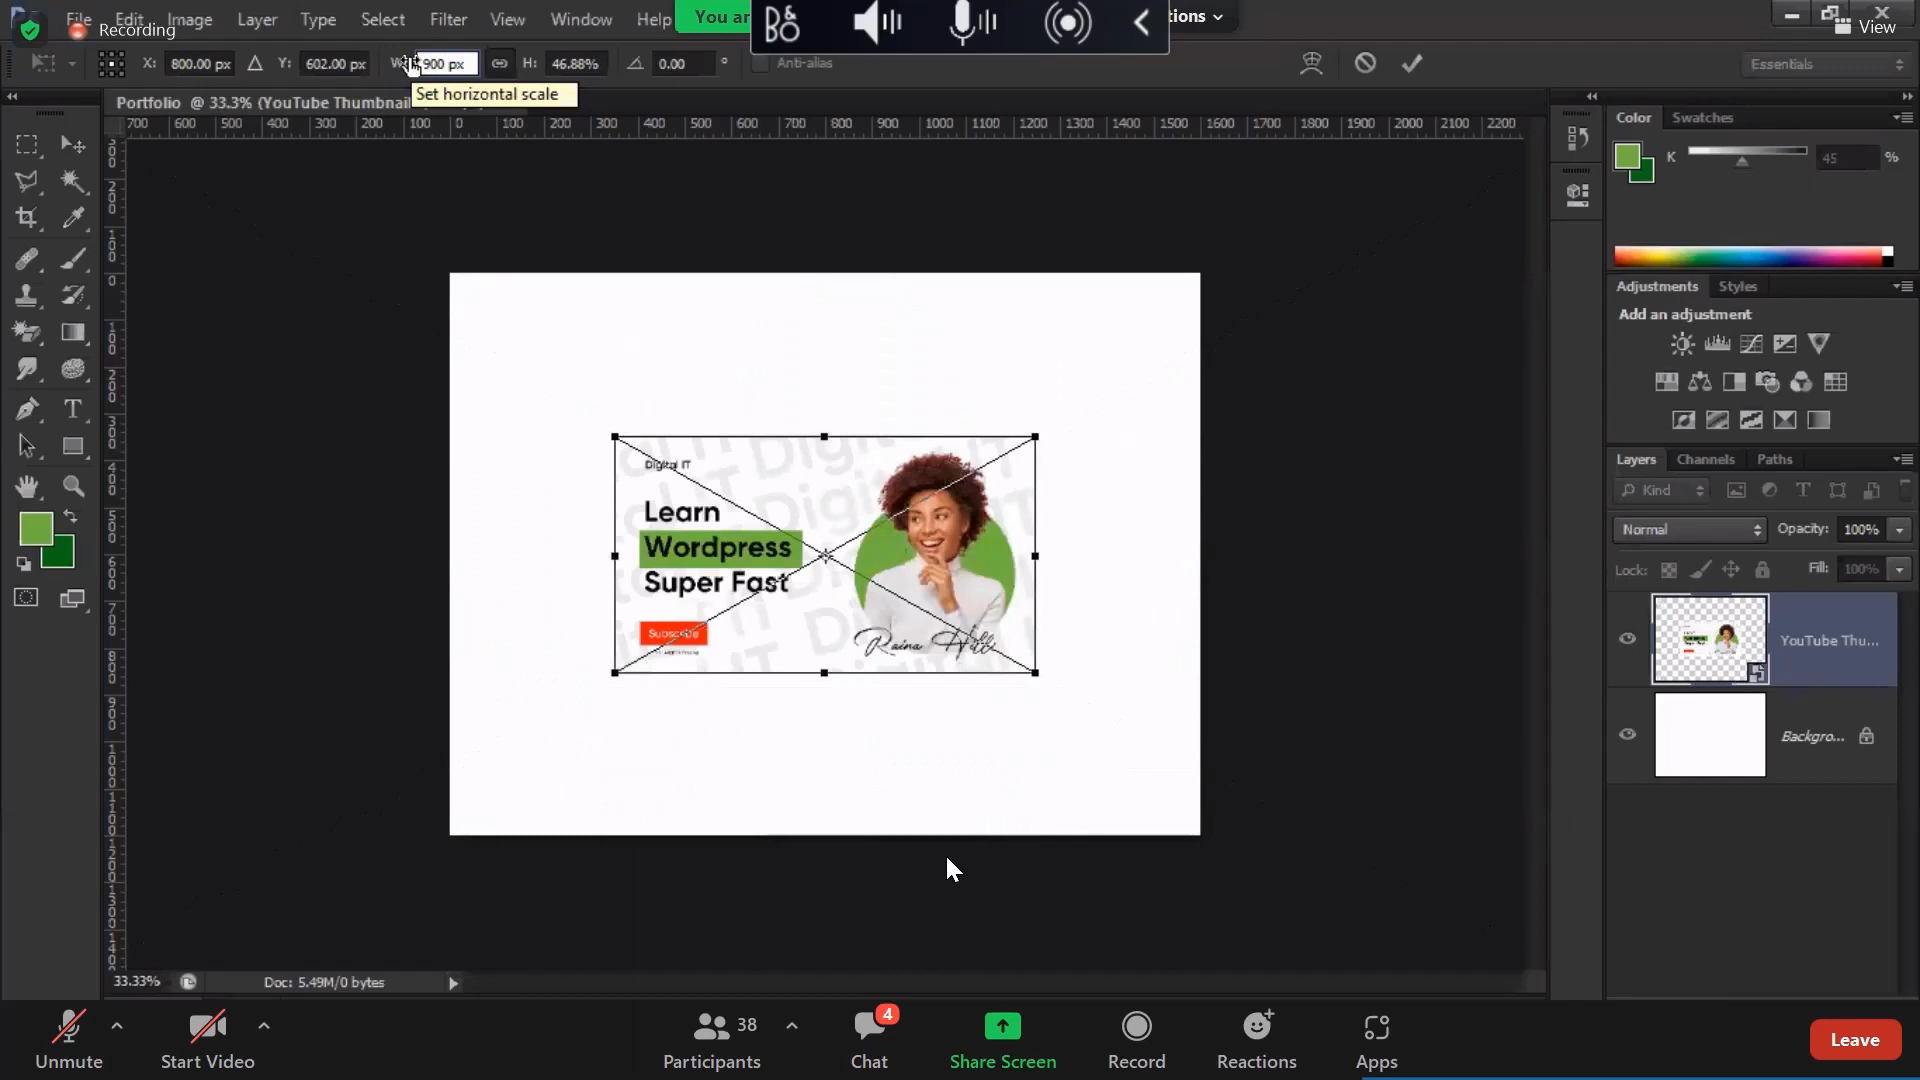 File Edit Image Layer Type Select Filter View Window Help
You ar
tions
Recording
View
X: 800.00 px Y: 602.00 px W: 900 px H: 46.88% 0.00 ° Anti-alias Essentials
Set horizontal scale
Portfolio @ 33.3% (YouTube Thumbnail
700 600 500 400 300 200 100 0 100 200 300 400 500 600 700 800 900 1000 1100 1200 1300 1400 1500 1600 1700 1800 1900 2000 2100 2200
Color Swatches
K 45 %
Adjustments Styles
Add an adjustment
Digital IT
Learn
Wordpress
Super Fast
Subscribe
Raina Hill
Layers Channels Paths
Kind
Normal Opacity: 100%
Lock: Fill: 100%
YouTube Thu...
Backgro...
33.33% Doc: 5.49M/0 bytes
Unmute
Start Video
38
Participants
4
Chat
Share Screen
Record
Reactions
Apps
Leave